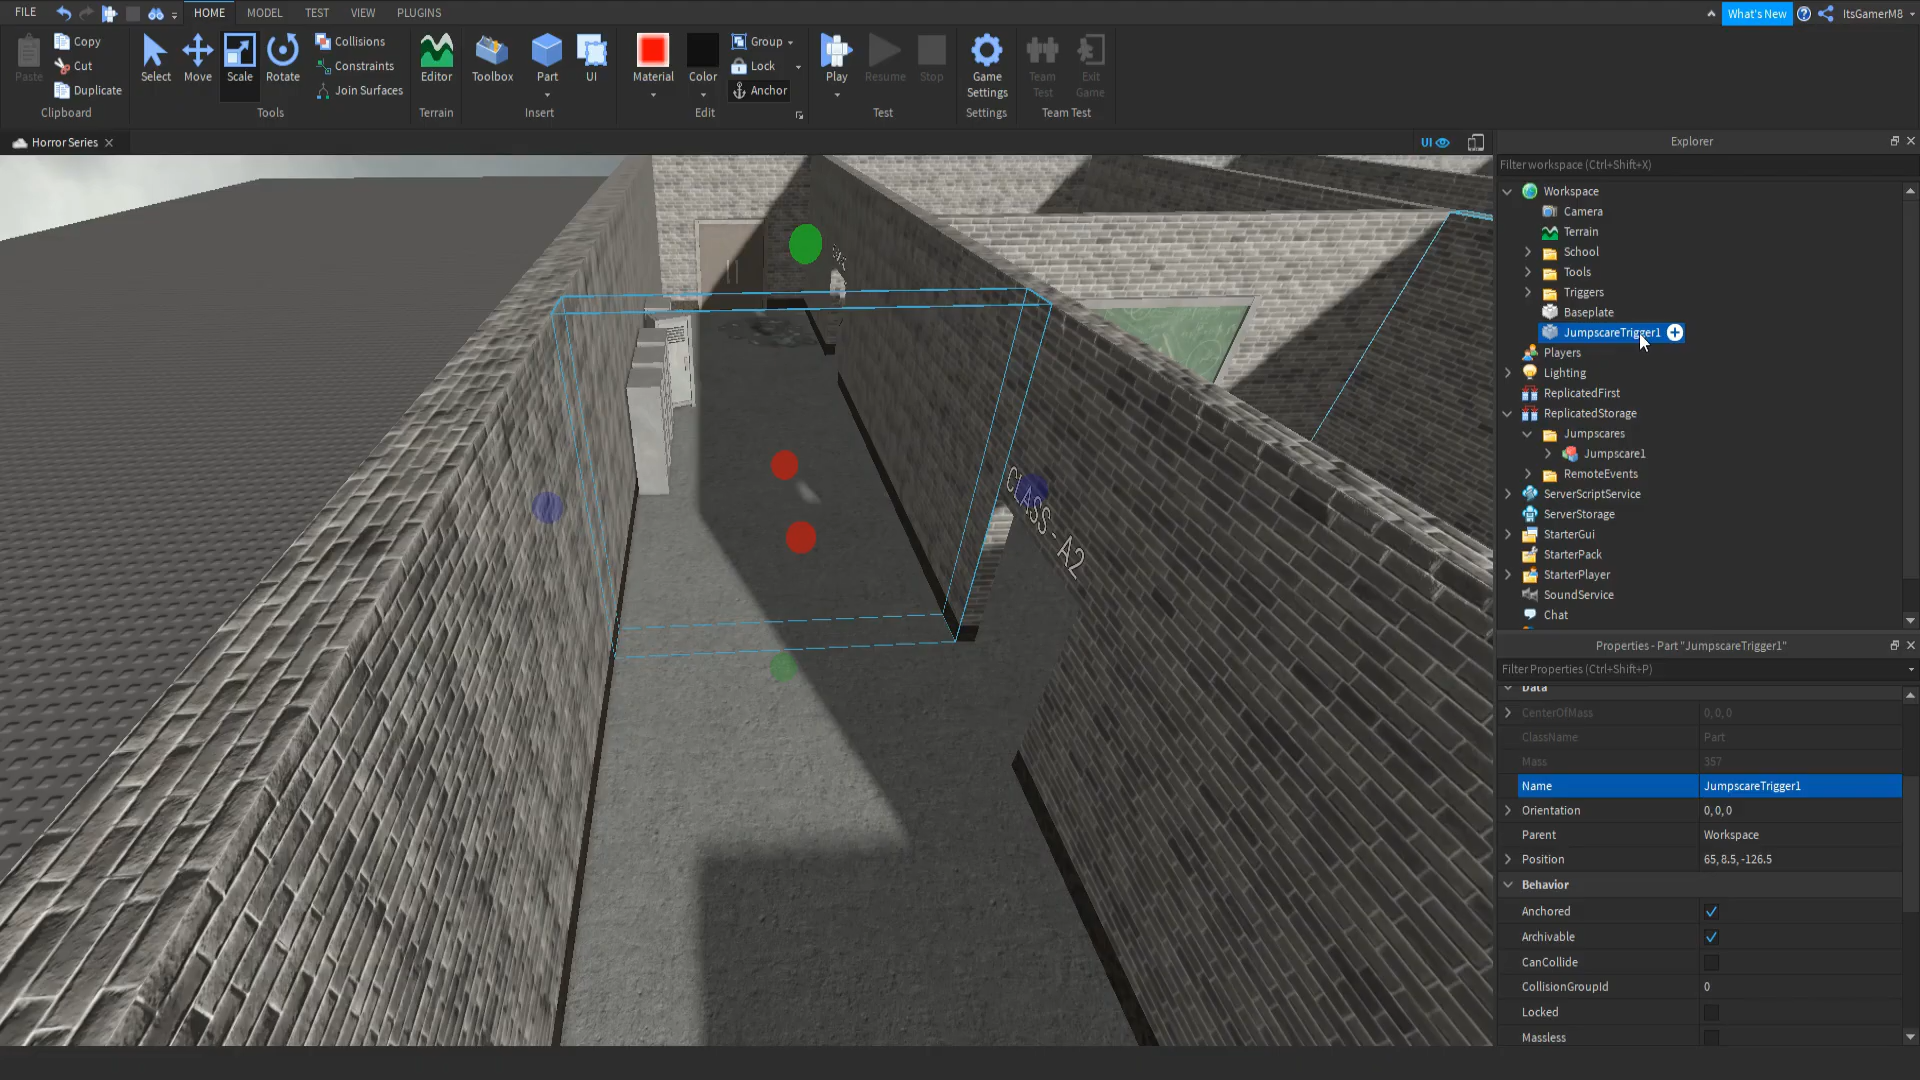 FILE HOME MODEL TEST VIEW PLUGINS What's New ItsGamerM8
Paste Copy Cut Duplicate Clipboard
Select Move Scale Rotate Collisions Constraints Join Surfaces Tools
Editor Terrain
Toolbox Part UI Insert
Material Color Group Lock Anchor Edit
Play Resume Stop Test
Game Settings Settings
Team Test Exit Game Team Test
Horror Series UI
CLASS - A2
Explorer
Filter workspace (Ctrl+Shift+X)
Workspace
Camera
Terrain
School
Tools
Triggers
Baseplate
JumpscareTrigger1
Players
Lighting
ReplicatedFirst
ReplicatedStorage
Jumpscares
Jumpscare1
RemoteEvents
ServerScriptService
ServerStorage
StarterGui
StarterPack
StarterPlayer
SoundService
Chat
Properties - Part "JumpscareTrigger1"
Filter Properties (Ctrl+Shift+P)
Data
CenterOfMass 0, 0, 0
ClassName Part
Mass 357
Name JumpscareTrigger1
Orientation 0, 0, 0
Parent Workspace
Position 65, 8.5, -126.5
Behavior
Anchored
Archivable
CanCollide
CollisionGroupId 0
Locked
Massless